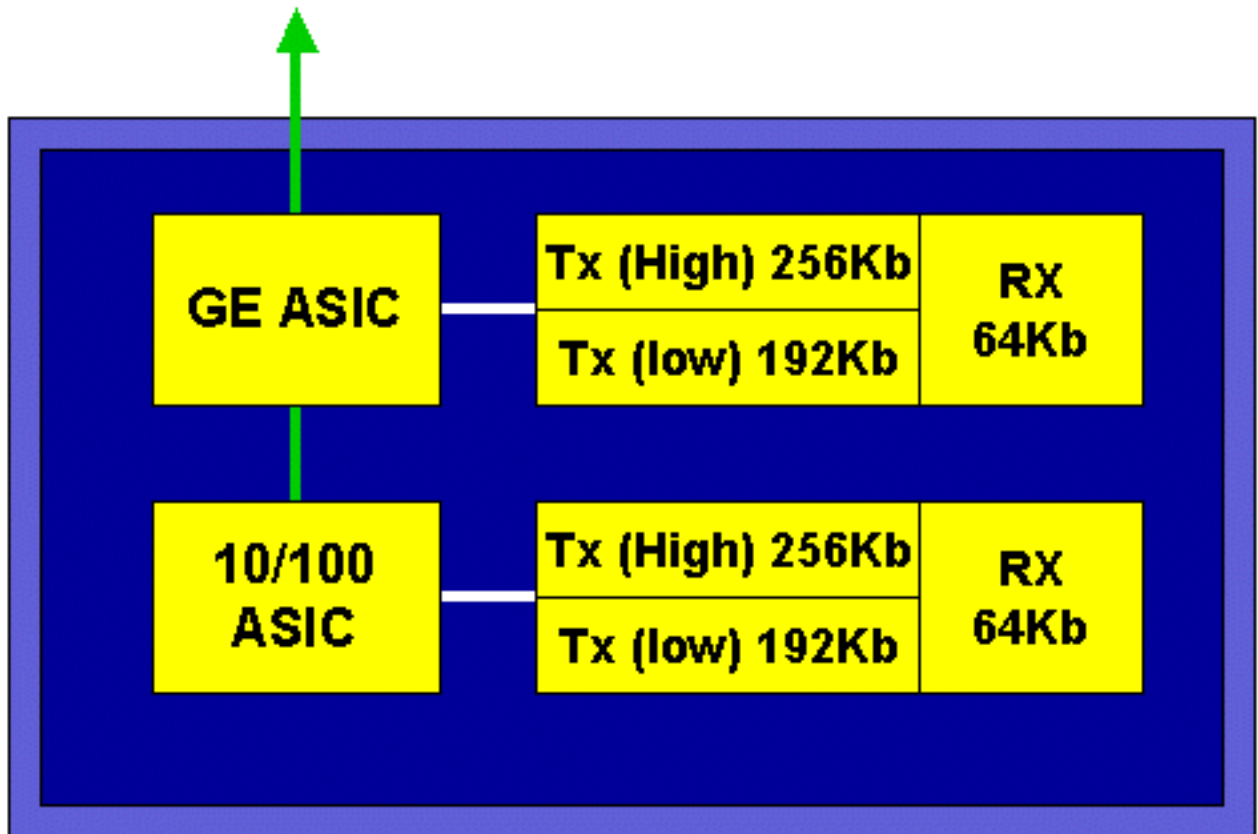 GE ASIC
Tx (High) 256Kb
Tx (low) 192Kb
RX
64Kb
10/100
ASIC
Tx (High) 256Kb
Tx (low) 192Kb
RX
64Kb